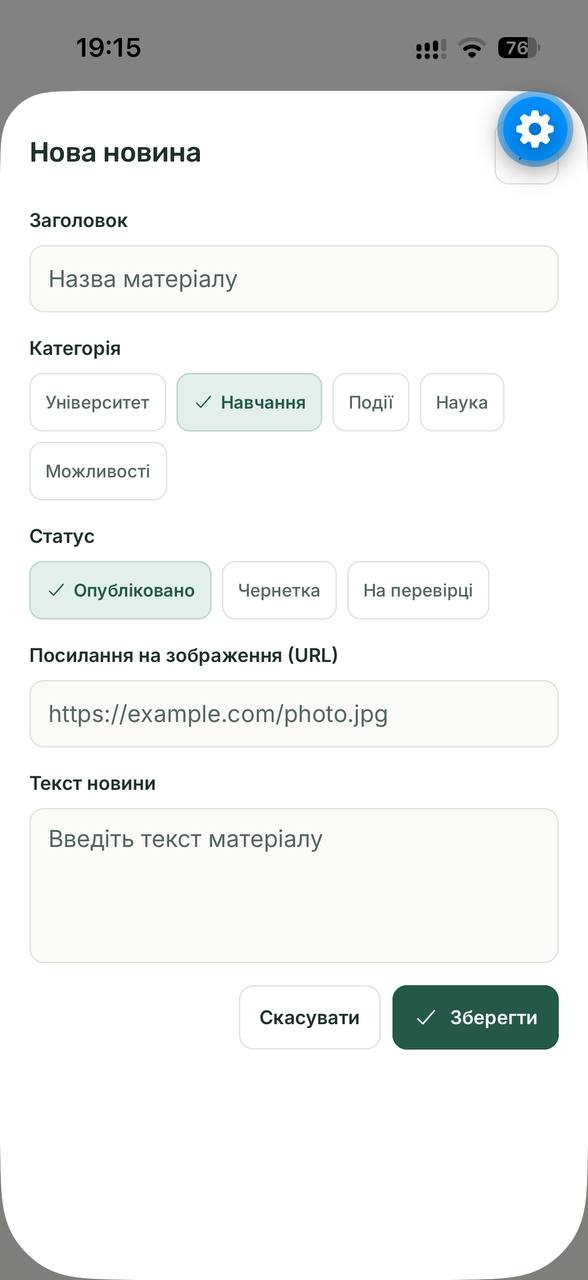 19:15
76
Нова новина
Заголовок
Назва матеріалу
Категорія
Університет
Навчання
Події
Наука
Можливості
Статус
Опубліковано
Чернетка
На перевірці
Посилання на зображення (URL)
https://example.com/photo.jpg
Текст новини
Введіть текст матеріалу
Скасувати
Зберегти